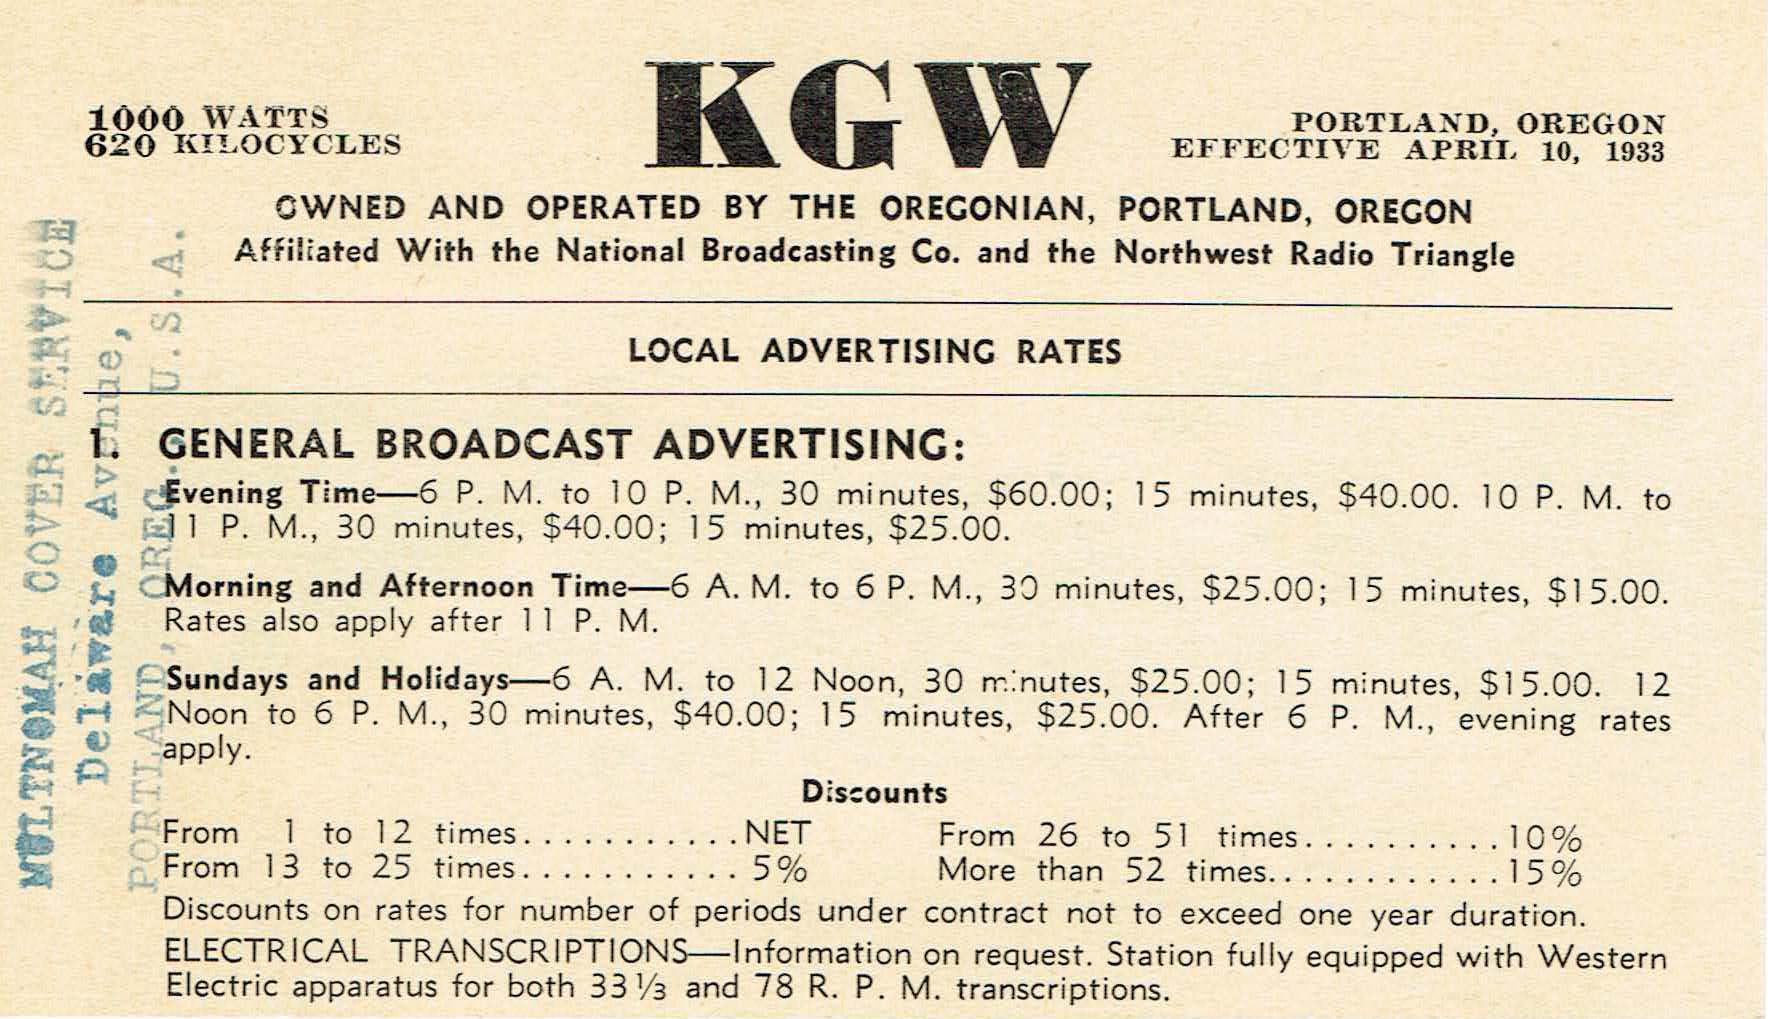 KGW
1000 WATTS
620 KILOCYCLES
PORTLAND, OREGON
EFFECTIVE APRIL 10, 1933
OWNED AND OPERATED BY THE OREGONIAN, PORTLAND, OREGON
Affiliated With the National Broadcasting Co. and the Northwest Radio Triangle
LOCAL ADVERTISING RATES
1. GENERAL BROADCAST ADVERTISING:
Evening Time—6 P. M. to 10 P. M., 30 minutes, $60.00; 15 minutes, $40.00. 10 P. M. to
11 P. M., 30 minutes, $40.00; 15 minutes, $25.00.
Morning and Afternoon Time—6 A. M. to 6 P. M., 30 minutes, $25.00; 15 minutes, $15.00.
Rates also apply after 11 P. M.
Sundays and Holidays—6 A. M. to 12 Noon, 30 minutes, $25.00; 15 minutes, $15.00. 12
Noon to 6 P. M., 30 minutes, $40.00; 15 minutes, $25.00. After 6 P. M., evening rates
apply.
Discounts
From 1 to 12 times............NET
From 13 to 25 times............5%
From 26 to 51 times...........10%
More than 52 times.............15%
Discounts on rates for number of periods under contract not to exceed one year duration.
ELECTRICAL TRANSCRIPTIONS—Information on request. Station fully equipped with Western
Electric apparatus for both 33⅓ and 78 R. P. M. transcriptions.
MULTNOMAH COVER SERVICE
Delaware Avenue,
PORTLAND, OREG. U.S.A.